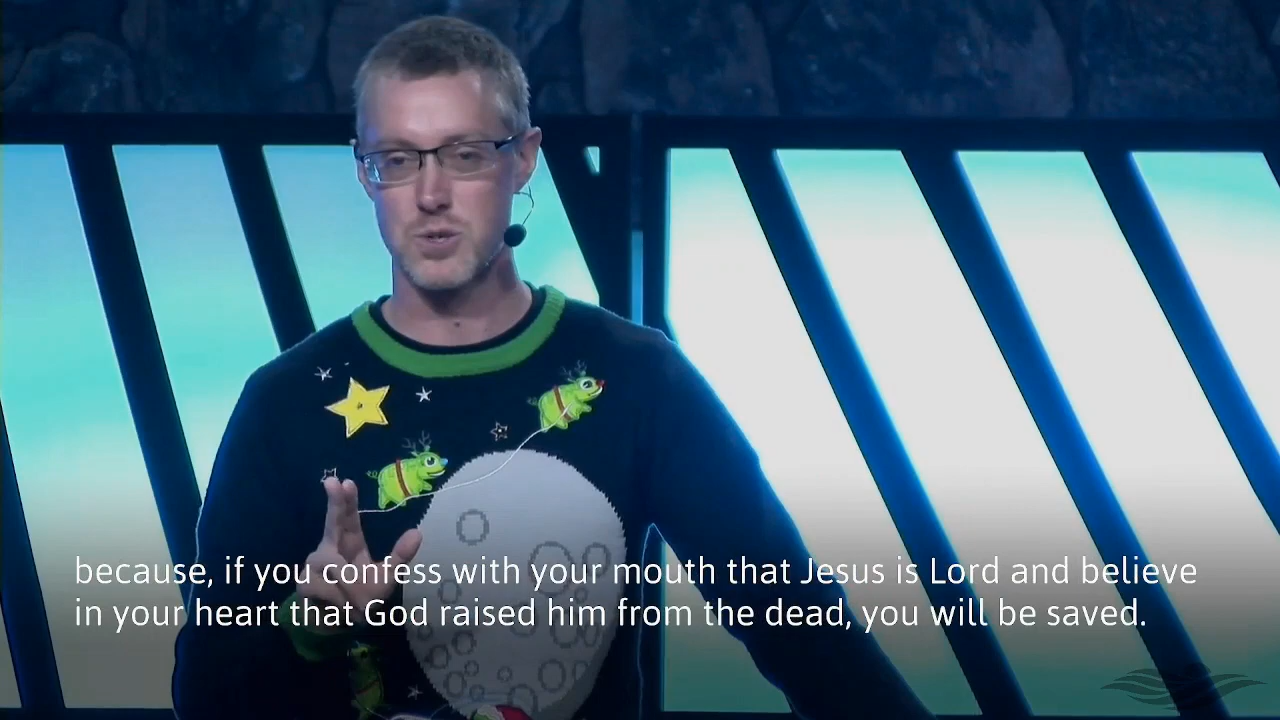 because, if you confess with your mouth that Jesus is Lord and believe
in your heart that God raised him from the dead, you will be saved.